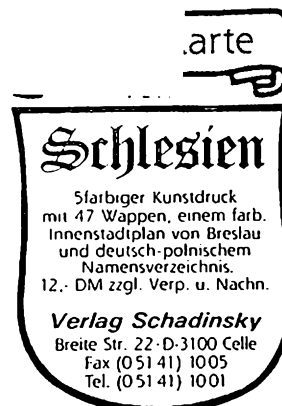 .arte
Schlesien
5farbiger Kunstdruck
mit 47 Wappen, einem farb.
Innenstadtplan von Breslau
und deutsch-polnischem
Namensverzeichnis.
12,- DM zzgl. Verp. u. Nachn.
Verlag Schadinsky
Breite Str. 22·D-3100 Celle
Fax (05141) 1005
Tel. (05141) 1001